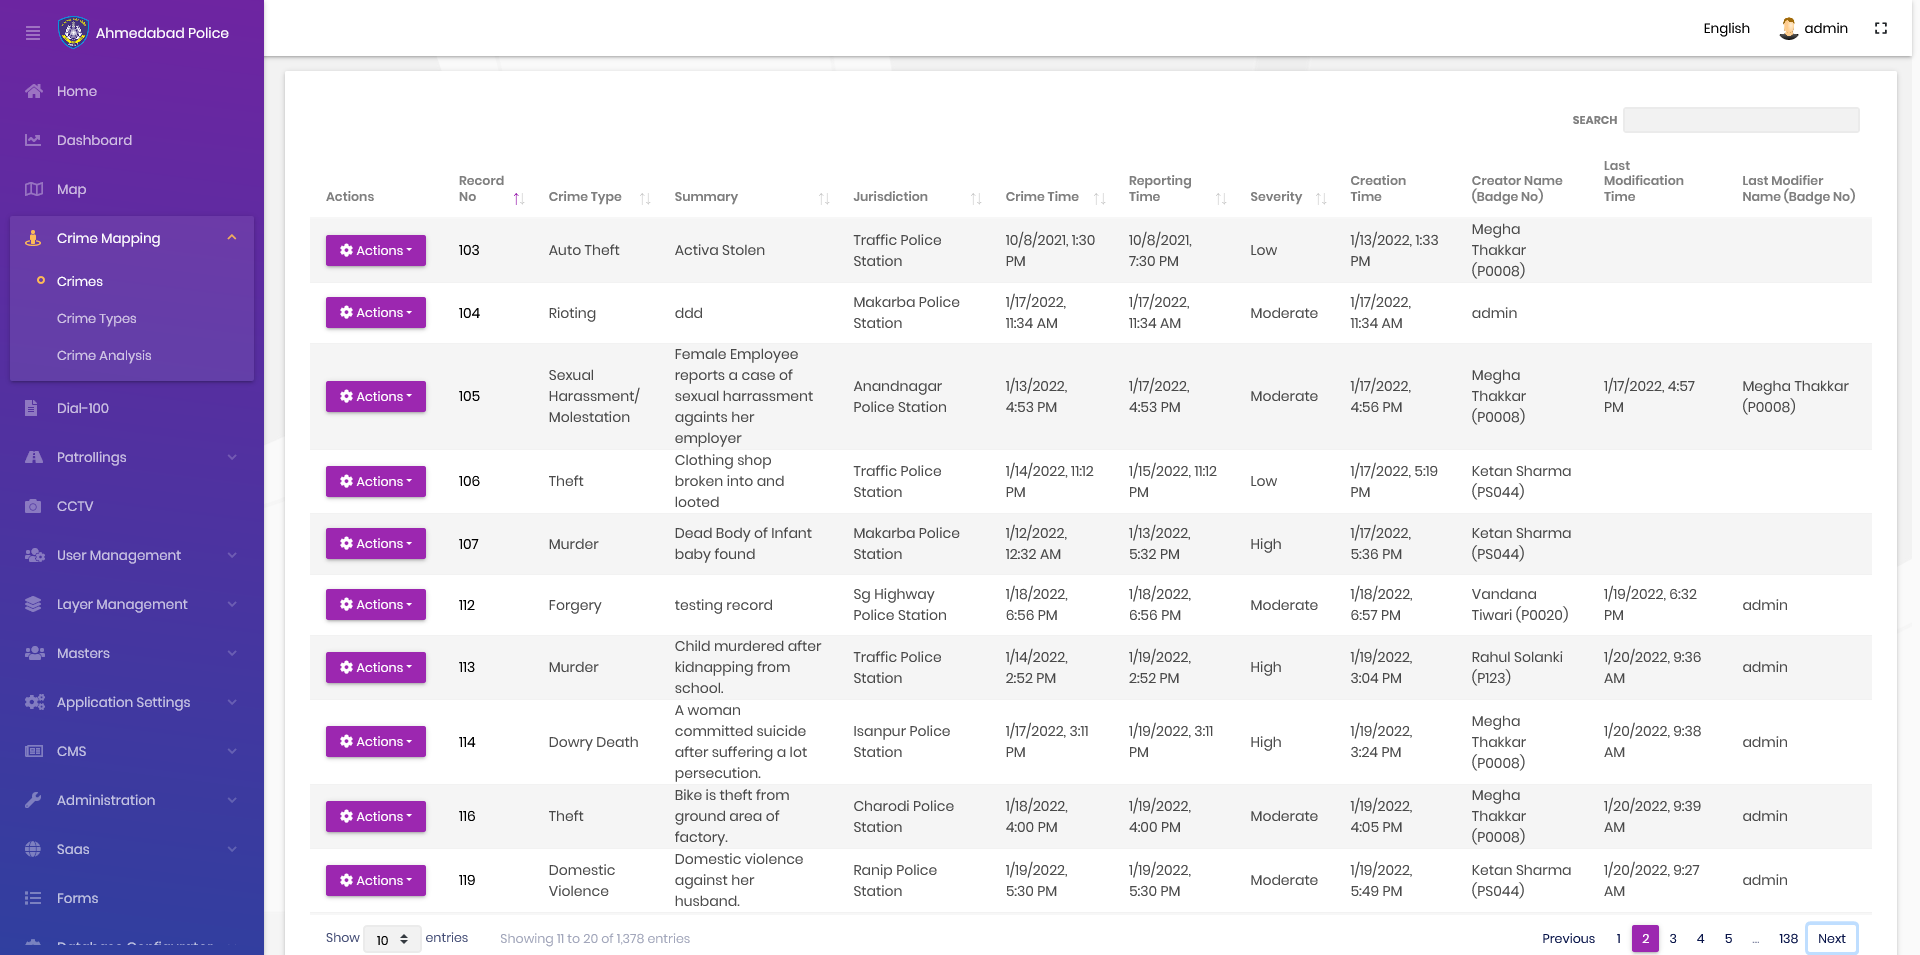 Ahmedabad Police
English
admin
Home
Dashboard
Map
Crime Mapping
Crimes
Crime Types
Crime Analysis
Dial-100
Patrollings
CCTV
User Management
Layer Management
Masters
Application Settings
CMS
Administration
Saas
Forms
Database Configurator
SEARCH
Actions Record No Crime Type Summary Jurisdiction Crime Time Reporting Time Severity Creation Time Creator Name (Badge No) Last Modification Time Last Modifier Name (Badge No)
Actions 103 Auto Theft Activa Stolen Traffic Police Station 10/8/2021, 1:30 PM 10/8/2021, 7:30 PM Low 1/13/2022, 1:33 PM Megha Thakkar (P0008)
Actions 104 Rioting ddd Makarba Police Station 1/17/2022, 11:34 AM 1/17/2022, 11:34 AM Moderate 1/17/2022, 11:34 AM admin
Actions 105 Sexual Harassment/ Molestation Female Employee reports a case of sexual harrassment againts her employer Anandnagar Police Station 1/13/2022, 4:53 PM 1/17/2022, 4:53 PM Moderate 1/17/2022, 4:56 PM Megha Thakkar (P0008) 1/17/2022, 4:57 PM Megha Thakkar (P0008)
Actions 106 Theft Clothing shop broken into and looted Traffic Police Station 1/14/2022, 11:12 PM 1/15/2022, 11:12 PM Low 1/17/2022, 5:19 PM Ketan Sharma (PS044)
Actions 107 Murder Dead Body of Infant baby found Makarba Police Station 1/12/2022, 12:32 AM 1/13/2022, 5:32 PM High 1/17/2022, 5:36 PM Ketan Sharma (PS044)
Actions 112 Forgery testing record Sg Highway Police Station 1/18/2022, 6:56 PM 1/18/2022, 6:56 PM Moderate 1/18/2022, 6:57 PM Vandana Tiwari (P0020) 1/19/2022, 6:32 PM admin
Actions 113 Murder Child murdered after kidnapping from school. Traffic Police Station 1/14/2022, 2:52 PM 1/19/2022, 2:52 PM High 1/19/2022, 3:04 PM Rahul Solanki (P123) 1/20/2022, 9:36 AM admin
Actions 114 Dowry Death A woman committed suicide after suffering a lot persecution. Isanpur Police Station 1/17/2022, 3:11 PM 1/19/2022, 3:11 PM High 1/19/2022, 3:24 PM Megha Thakkar (P0008) 1/20/2022, 9:38 AM admin
Actions 116 Theft Bike is theft from ground area of factory. Charodi Police Station 1/18/2022, 4:00 PM 1/19/2022, 4:00 PM Moderate 1/19/2022, 4:05 PM Megha Thakkar (P0008) 1/20/2022, 9:39 AM admin
Actions 119 Domestic Violence Domestic violence against her husband. Ranip Police Station 1/19/2022, 5:30 PM 1/19/2022, 5:30 PM Moderate 1/19/2022, 5:49 PM Ketan Sharma (PS044) 1/20/2022, 9:27 AM admin
Show 10 entries Showing 11 to 20 of 1,378 entries Previous 1 2 3 4 5 … 138 Next